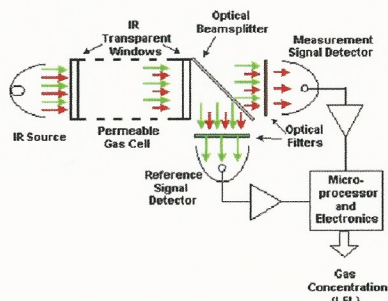 IR
Transparent
Windows
Optical
Beamsplitter
Measurement
Signal Detector
IR Source
Permeable
Gas Cell
Optical
Filters
Reference
Signal
Detector
Micro-
processor
and
Electronics
Gas
Concentration
(LEL)